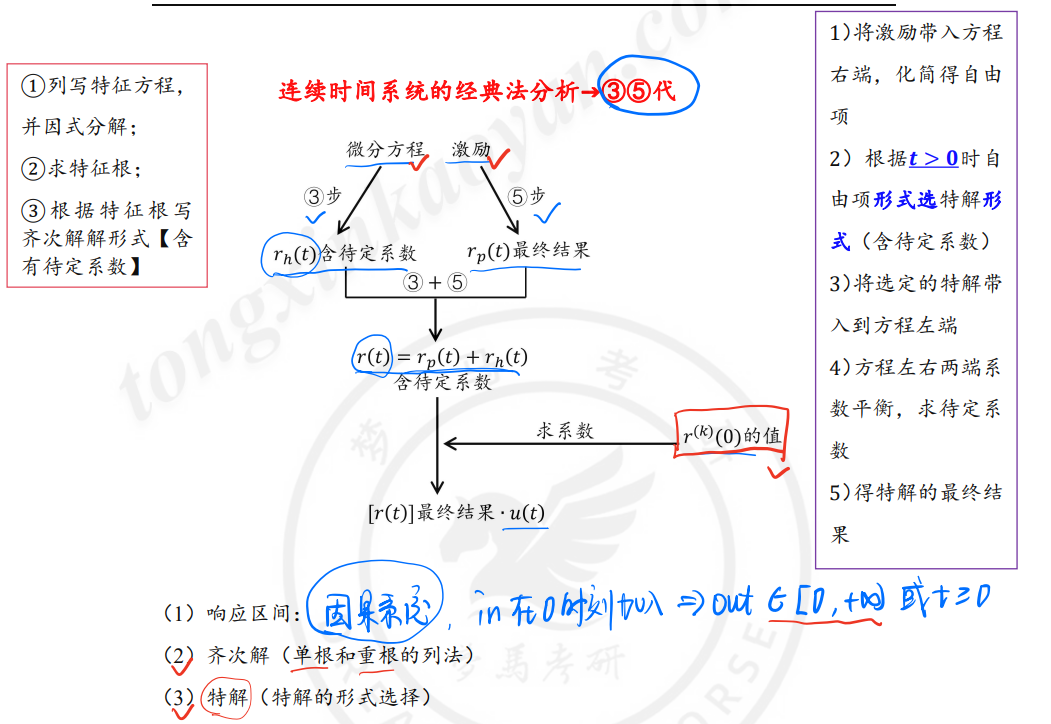 连续时间系统的经典法分析→③⑤代
①列写特征方程,
并因式分解;
②求特征根;
③根据特征根写
齐次解解形式【含
有待定系数】
微分方程 激励
③步 ⑤步
r_h(t)含待定系数 r_p(t)最终结果
③+⑤
r(t) = r_p(t) + r_h(t)
含待定系数
求系数 r^(k)(0)的值
[r(t)]最终结果·u(t)
1)将激励带入方程
右端，化简得自由
项
2) 根据t > 0时自
由项形式选特解形
式（含待定系数）
3)将选定的特解带
入到方程左端
4)方程左右两端系
数平衡，求待定系
数
5)得特解的最终结
果
(1) 响应区间: 因果系统, in在0时刻加入 ⇒ out ∈[0,+∞) 或t≥0
(2) 齐次解（单根和重根的列法）
(3) 特解（特解的形式选择）
tongxinkaoyan.co
马考研